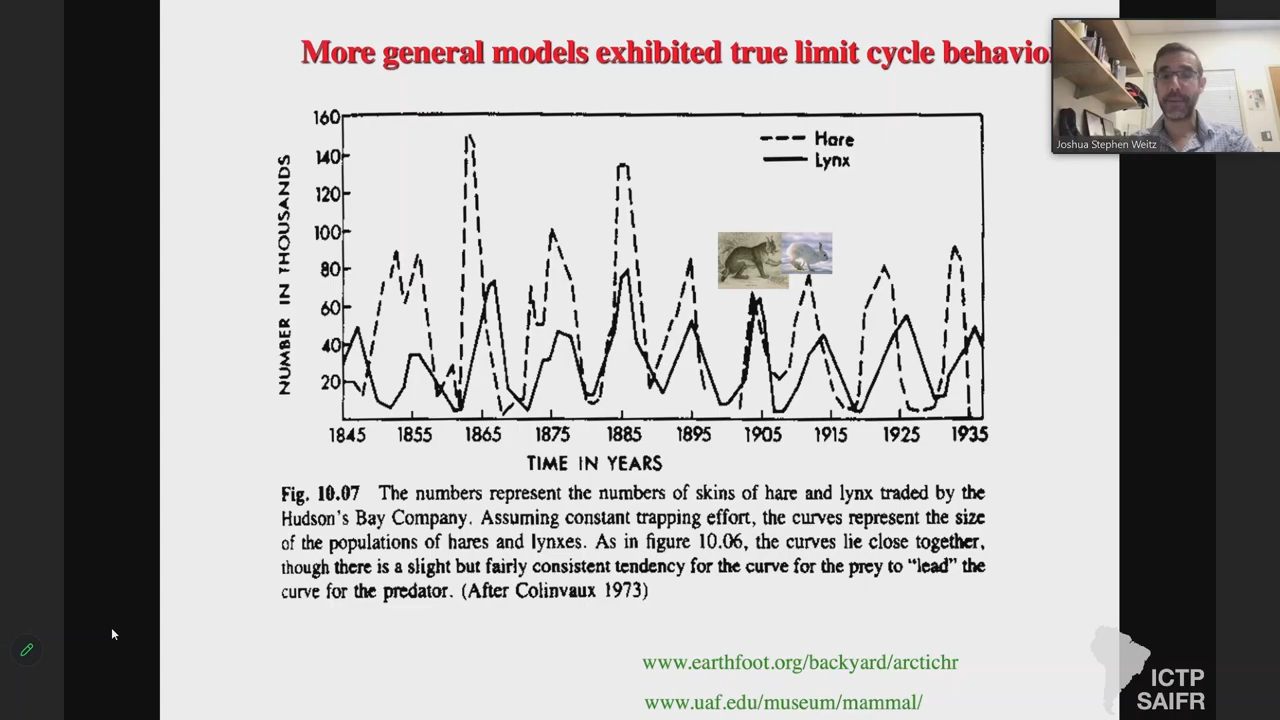 More general models exhibited true limit cycle behavio
Joshua Stephen Weitz
160
140
120
100
80
60
40
20
NUMBER IN THOUSANDS
Hare
Lynx
1845 1855 1865 1875 1885 1895 1905 1915 1925 1935
TIME IN YEARS
Fig. 10.07 The numbers represent the numbers of skins of hare and lynx traded by the
Hudson's Bay Company. Assuming constant trapping effort, the curves represent the size
of the populations of hares and lynxes. As in figure 10.06, the curves lie close together,
though there is a slight but fairly consistent tendency for the curve for the prey to "lead" the
curve for the predator. (After Colinvaux 1973)
www.earthfoot.org/backyard/arctichr
www.uaf.edu/museum/mammal/
ICTP
SAIFR